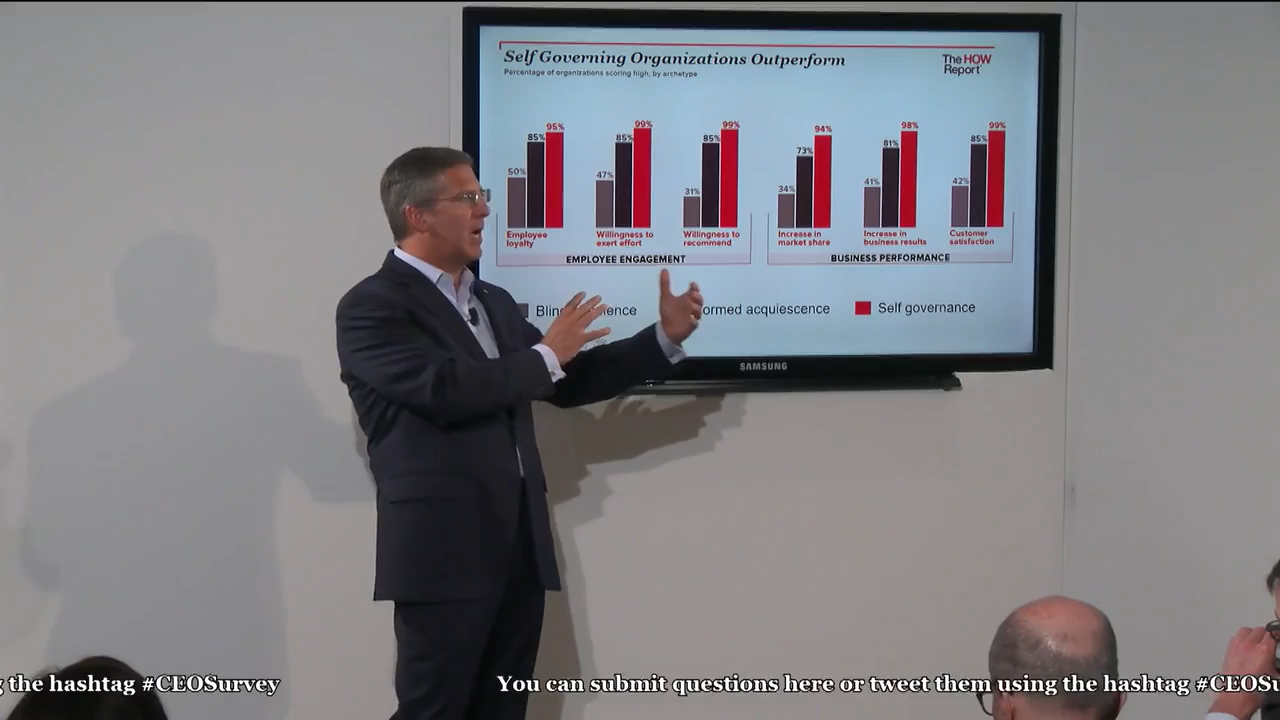 Self Governing Organizations Outperform
Percentage of organizations scoring high, by archetype
The HOW
Report
50% 85% 95%
47% 85% 99%
31% 85% 99%
34% 73% 94%
41% 81% 98%
42% 85% 99%
Employee
loyalty
Willingness to
exert effort
Willingness to
recommend
Increase in
market share
Increase in
business results
Customer
satisfaction
EMPLOYEE ENGAGEMENT
BUSINESS PERFORMANCE
acquiescence
Self governance
SAMSUNG
the hashtag #CEOSurvey
You can submit questions here or tweet them using the hashtag